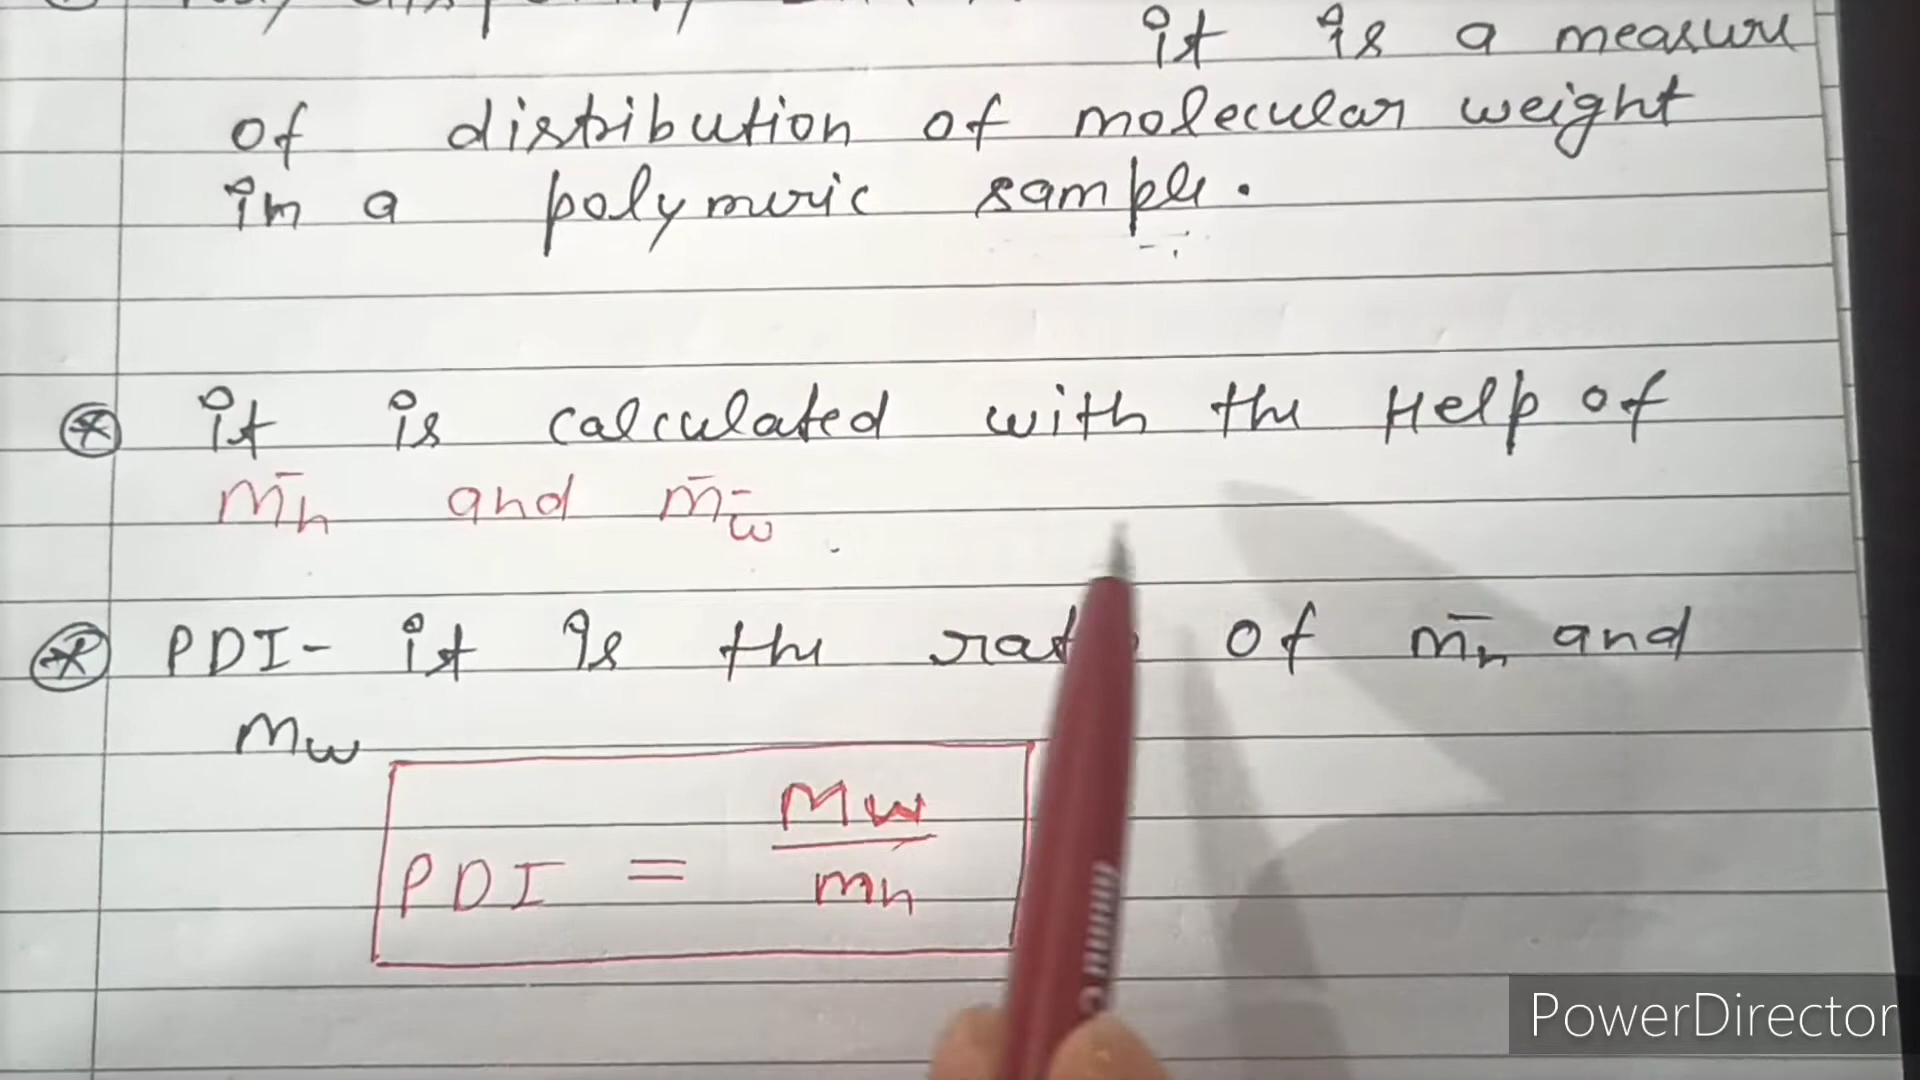 it is a measure
of distribution of molecular weight
in a polymeric sample.
it is calculated with the Help of
m̄n and m̄w̄
PDI- it is the of m̄n and
Mw
PDI = Mw
mn
PowerDirector